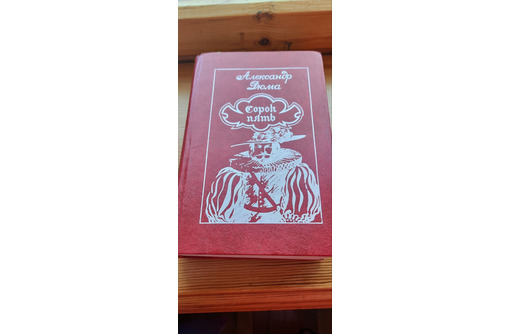 Александр
Дюма
Сорок
пять